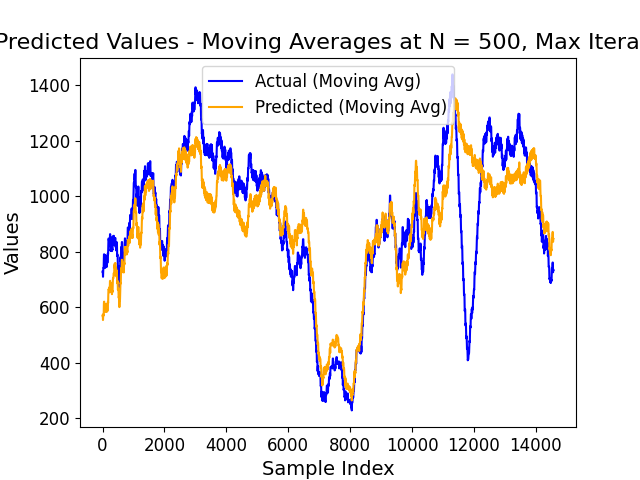 Predicted Values - Moving Averages at N = 500, Max Itera
Actual (Moving Avg)
Predicted (Moving Avg)
Values
1400
1200
1000
800
600
400
200
0 2000 4000 6000 8000 10000 12000 14000
Sample Index